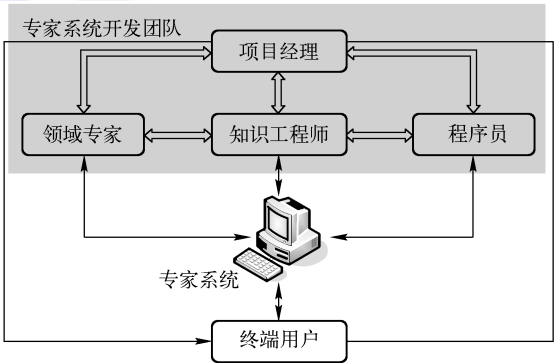 专家系统开发团队
项目经理
领域专家
知识工程师
程序员
专家系统
终端用户